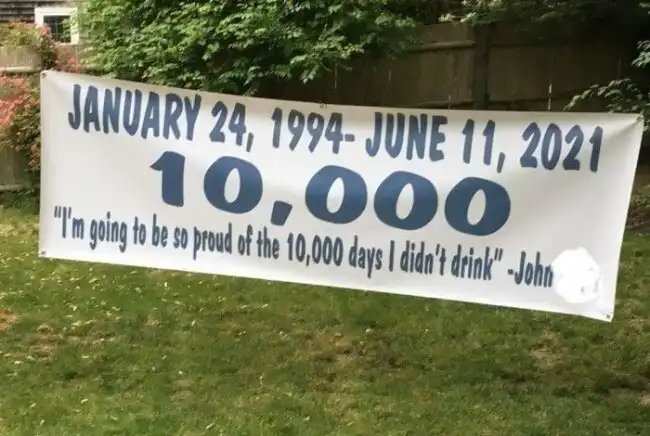 JANUARY 24, 1994- JUNE 11, 2021
10,000
"I'm going to be so proud of the 10,000 days I didn't drink" -John